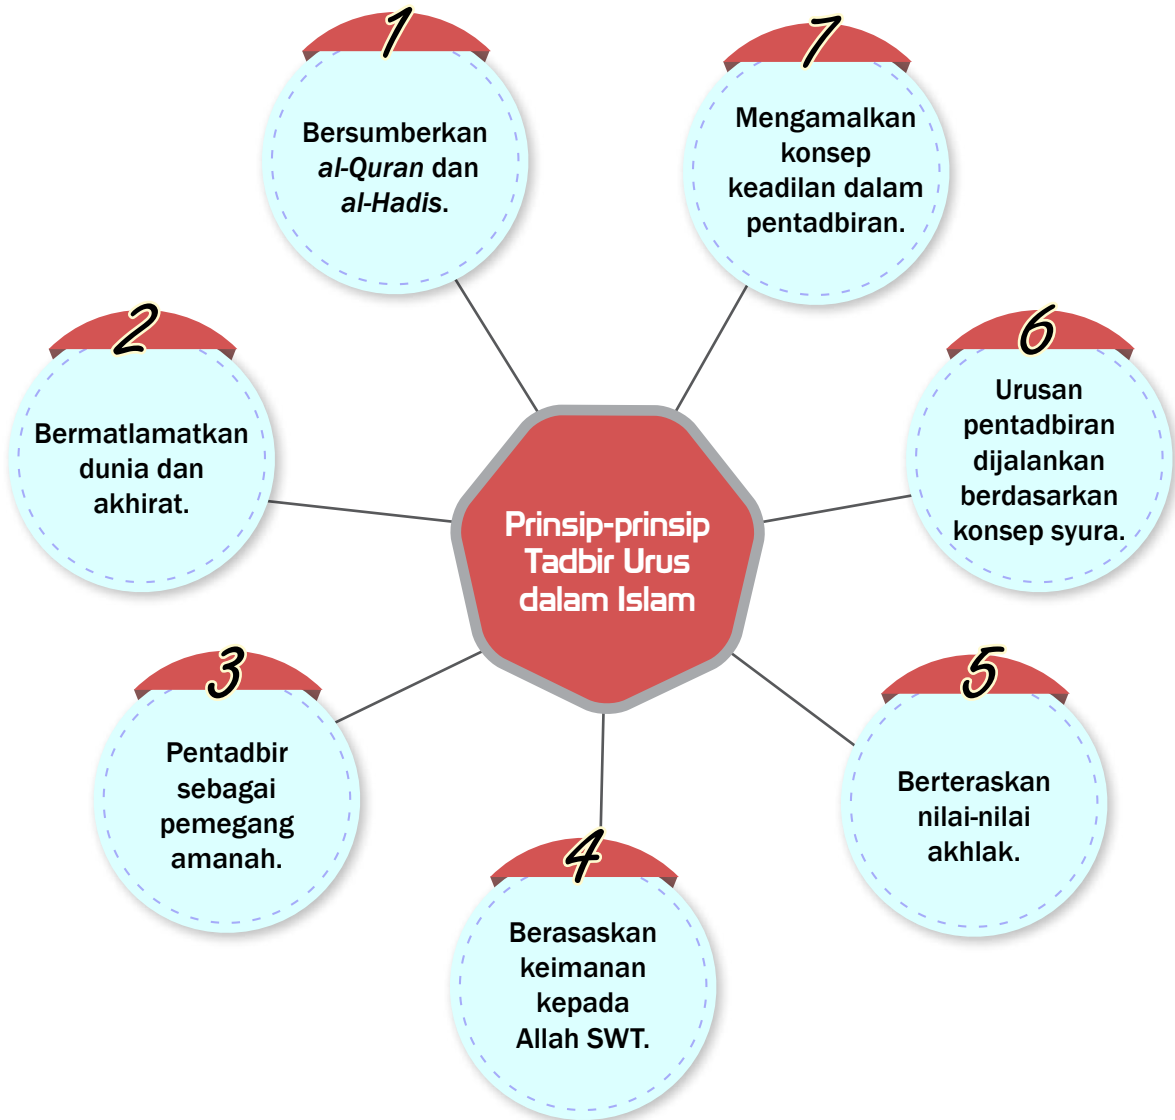 Prinsip-prinsip
Tadbir Urus
dalam Islam
1
Bersumberkan
al-Quran dan
al-Hadis.
2
Bermatlamatkan
dunia dan
akhirat.
3
Pentadbir
sebagai
pemegang
amanah.
4
Berasaskan
keimanan
kepada
Allah SWT.
5
Berteraskan
nilai-nilai
akhlak.
6
Urusan
pentadbiran
dijalankan
berdasarkan
konsep syura.
7
Mengamalkan
konsep
keadilan dalam
pentadbiran.